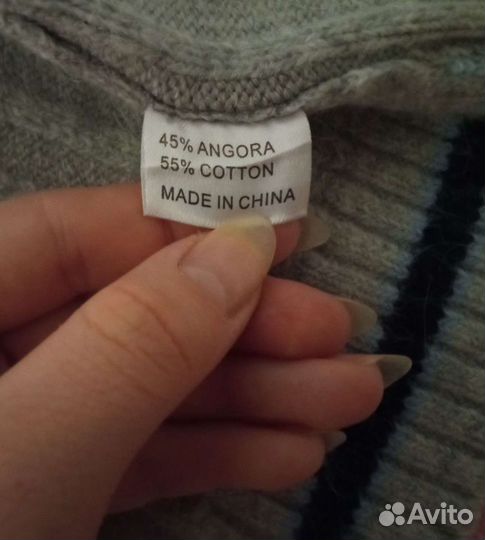 45% ANGORA
55% COTTON
MADE IN CHINA
Avito